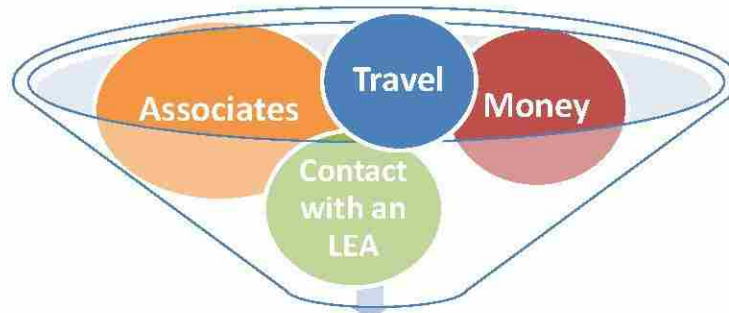 Associates
Travel
Money
Contact
with an
LEA